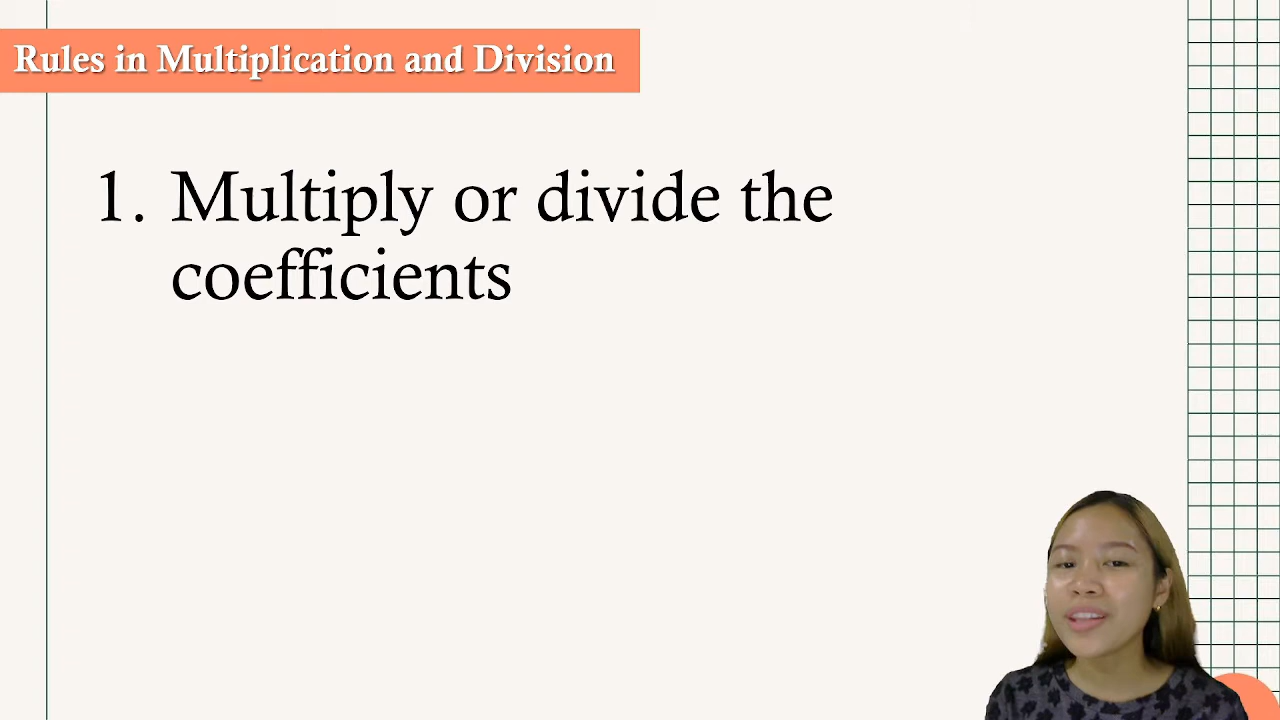 Rules in Multiplication and Division
1. Multiply or divide the
coefficients